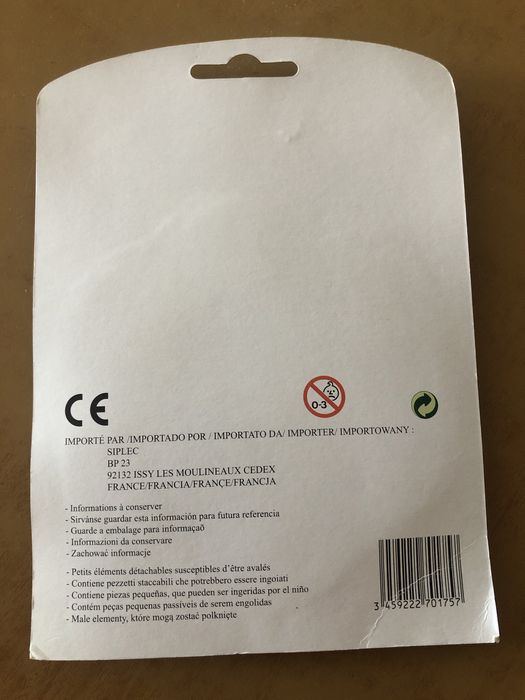 CE
0-3
IMPORTÉ PAR /IMPORTADO POR / IMPORTATO DA/ IMPORTER/ IMPORTOWANY :
SIPLEC
BP 23
92132 ISSY LES MOULINEAUX CEDEX
FRANCE/FRANCIA/FRANÇE/FRANCJA
- Informations à conserver
- Sirvánse guardar esta información para futura referencia
- Guarde a embalage para informaçaõ
- Informazioni da conservare
- Zachować informacje
- Petits éléments détachables susceptibles d'être avalés
- Contiene pezzetti staccabili che potrebbero essere ingoiati
- Contiene piezas pequeñas, que pueden ser ingeridas por el niño
- Contém peças pequenas passíveis de serem engolidas
- Male elementy, które mogą zostać polknięte
3 459222 701757